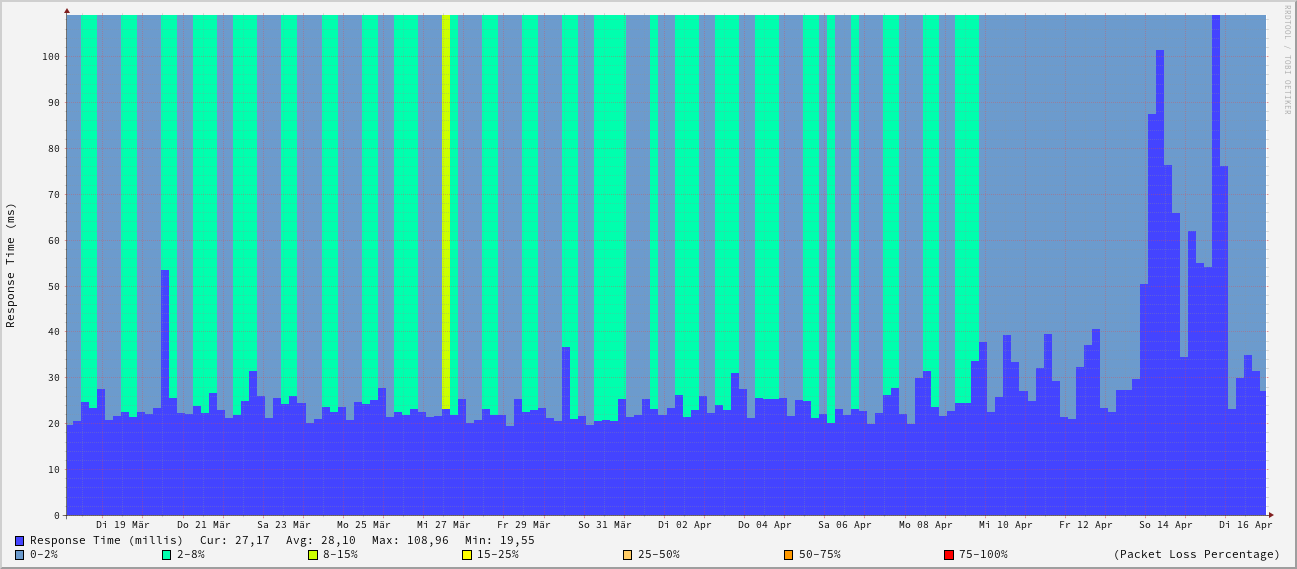 RRDTOOL / TOBI OETIKER
Response Time (ms)
100
90
80
70
60
50
40
30
20
10
0
Di 19 Mär Do 21 Mär Sa 23 Mär Mo 25 Mär Mi 27 Mär Fr 29 Mär So 31 Mär Di 02 Apr Do 04 Apr Sa 06 Apr Mo 08 Apr Mi 10 Apr Fr 12 Apr So 14 Apr Di 16 Apr
Response Time (millis) Cur: 27,17 Avg: 28,10 Max: 108,96 Min: 19,55
0-2% 2-8% 8-15% 15-25% 25-50% 50-75% 75-100% (Packet Loss Percentage)